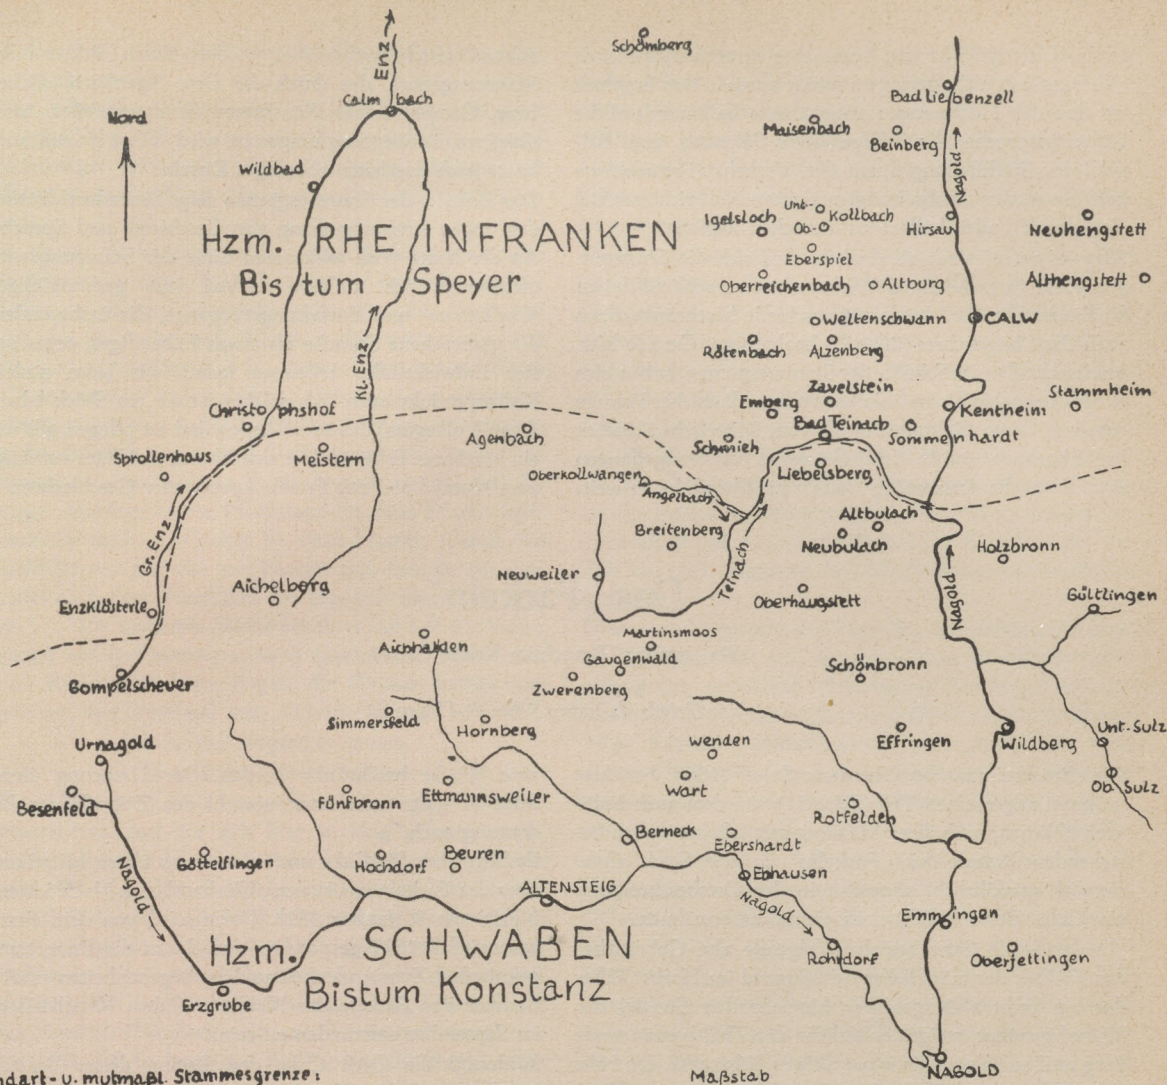 Schömberg
Enz
Calmbach
Nord
Bad Liebenzell
Maisenbach
Beinberg
Wildbad
Nagold
Unt.-
Kollbach
Ob.-
Igelsloch
Hirsau
Neuhengstett
Hzm. RHEINFRANKEN
Eberspiel
Bistum Speyer
Oberreichenbach
Altburg
Althengstett
Weltenschwann
CALW
Kl. Enz
Rötenbach
Alzenberg
Zavelstein
Stammheim
Emberg
Kentheim
Christophshof
Bad Teinach
Agenbach
Schmieh
Sommenhardt
Sprollenhaus
Meistern
Oberkollwangen
Liebelsberg
Angelbach
Altbulach
Gr. Enz
Breitenberg
Neubulach
Holzbronn
Neuweiler
Teinach
Aichelberg
Oberhaugstett
Nagold
Gültlingen
Enzklösterle
Martinsmoos
Aichhalden
Gaugenwald
Schönbronn
Gompelscheuer
Zwerenberg
Simmersfeld
Hornberg
Unt.-Sulz
Urnagold
Wenden
Effringen
Wildberg
Ob. Sulz
Besenfeld
Fünfbronn
Ettmannsweiler
Wart
Rotfelden
Berneck
Ebershardt
Göttelfingen
Hochdorf
Beuren
Ebhausen
Nagold
ALTENSTEIG
Nagold
Emmingen
Hzm. SCHWABEN
Rohrdorf
Oberjettingen
Bistum Konstanz
Erzgrube
NAGOLD
ndart- u. mutmaßl. Stammesgrenze:
Maßstab